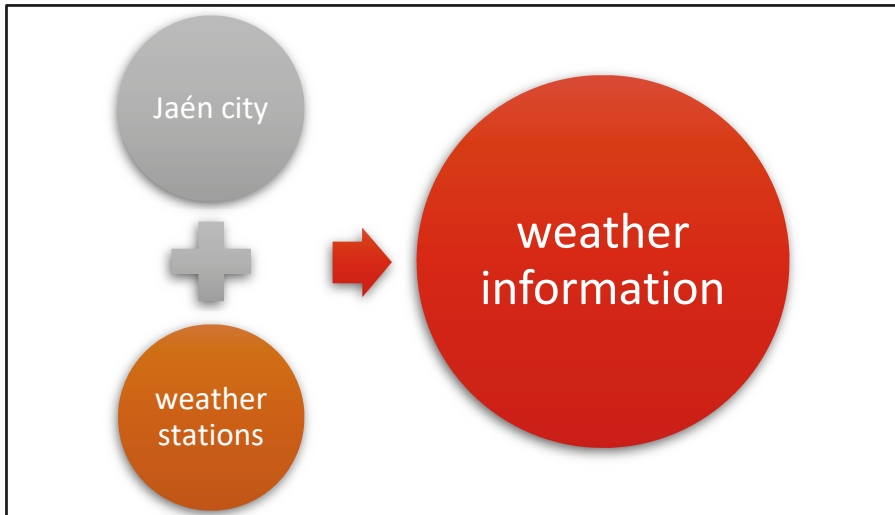 Jaén city
weather
stations
weather
information